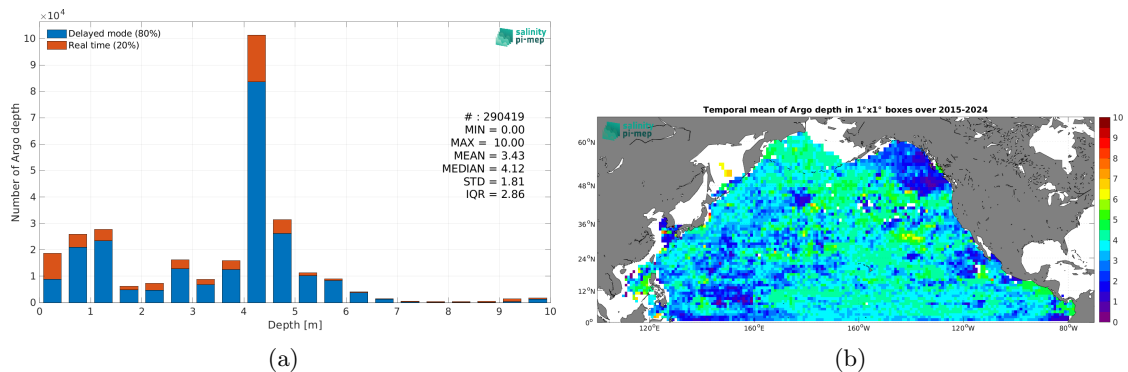 ×10⁴
Delayed mode (80%)
Real time (20%)
salinity
pi-mep
10
9
8
7
6
5
4
3
2
1
0
Number of Argo depth
# : 290419
MIN = 0.00
MAX = 10.00
MEAN = 3.43
MEDIAN = 4.12
STD = 1.81
IQR = 2.86
0 1 2 3 4 5 6 7 8 9 10
Depth [m]
(a)
Temporal mean of Argo depth in 1°x1° boxes over 2015-2024
salinity
pi-mep
60°N
48°N
36°N
24°N
12°N
0°
120°E 160°E 160°W 120°W 80°W
10
9
8
7
6
5
4
3
2
1
0
(b)